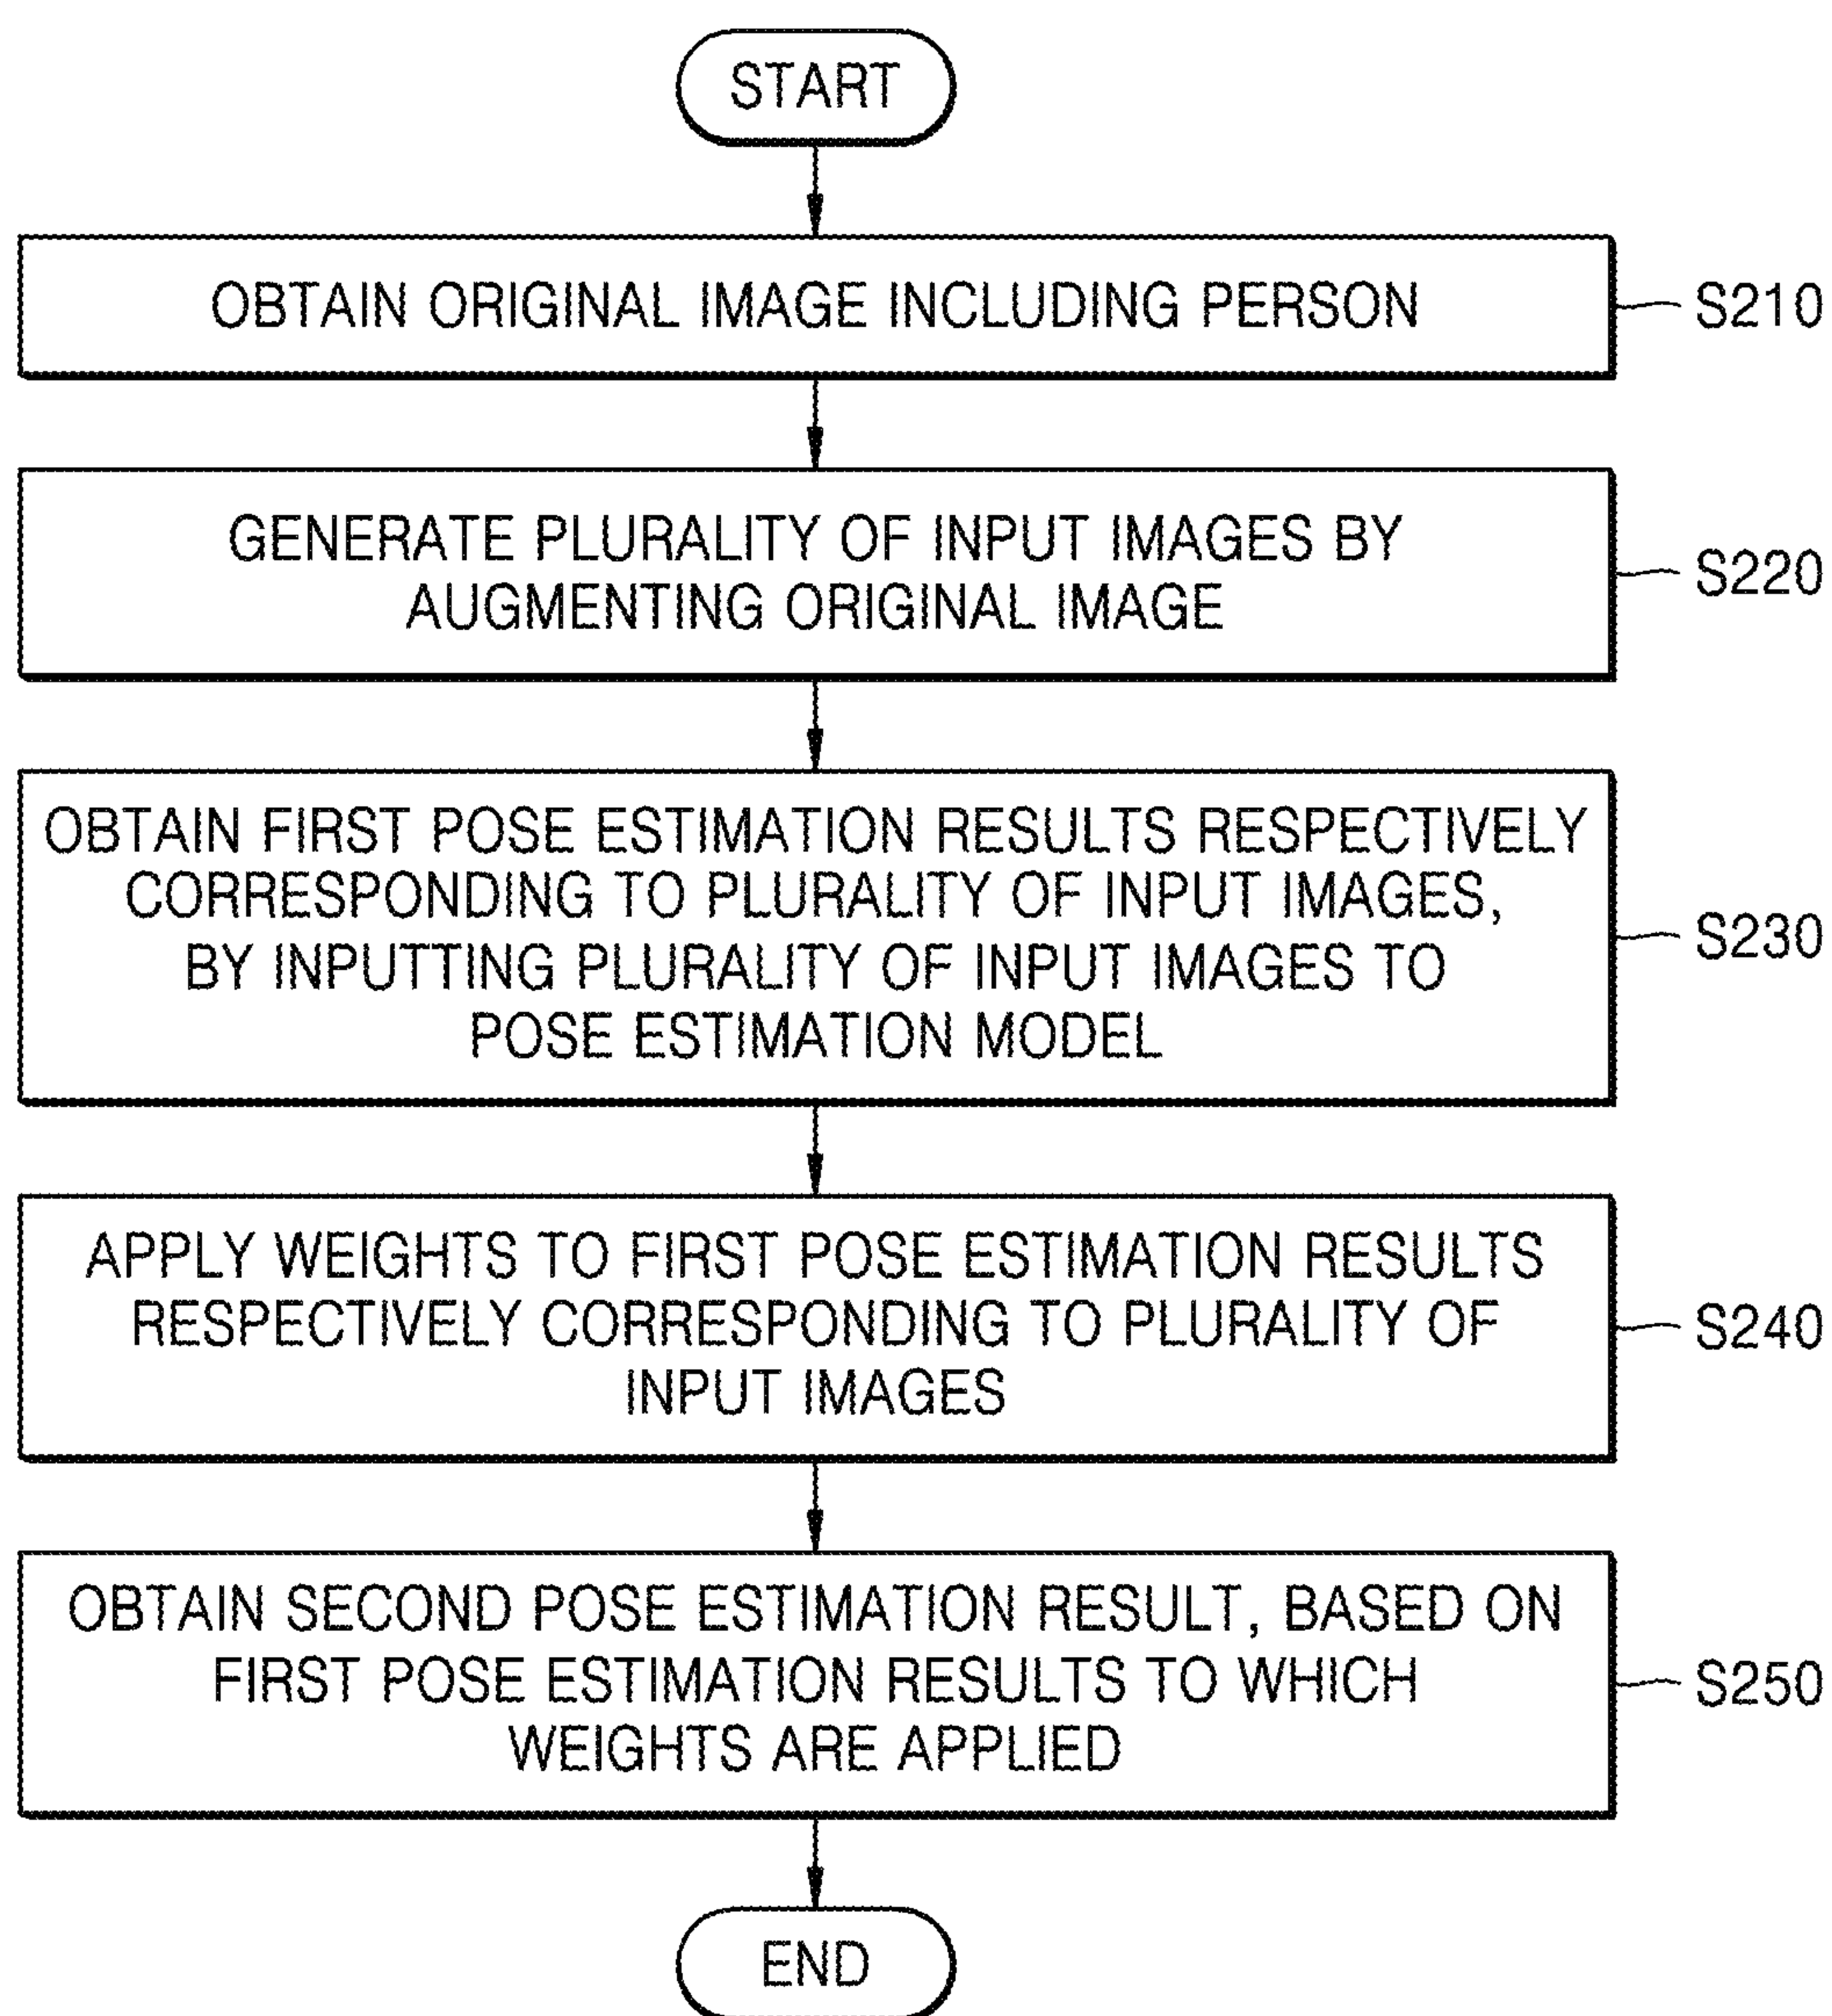 START
OBTAIN ORIGINAL IMAGE INCLUDING PERSON
S210
GENERATE PLURALITY OF INPUT IMAGES BY
AUGMENTING ORIGINAL IMAGE
S220
OBTAIN FIRST POSE ESTIMATION RESULTS RESPECTIVELY
CORRESPONDING TO PLURALITY OF INPUT IMAGES,
BY INPUTTING PLURALITY OF INPUT IMAGES TO
POSE ESTIMATION MODEL
S230
APPLY WEIGHTS TO FIRST POSE ESTIMATION RESULTS
RESPECTIVELY CORRESPONDING TO PLURALITY OF
INPUT IMAGES
S240
OBTAIN SECOND POSE ESTIMATION RESULT, BASED ON
FIRST POSE ESTIMATION RESULTS TO WHICH
WEIGHTS ARE APPLIED
S250
END